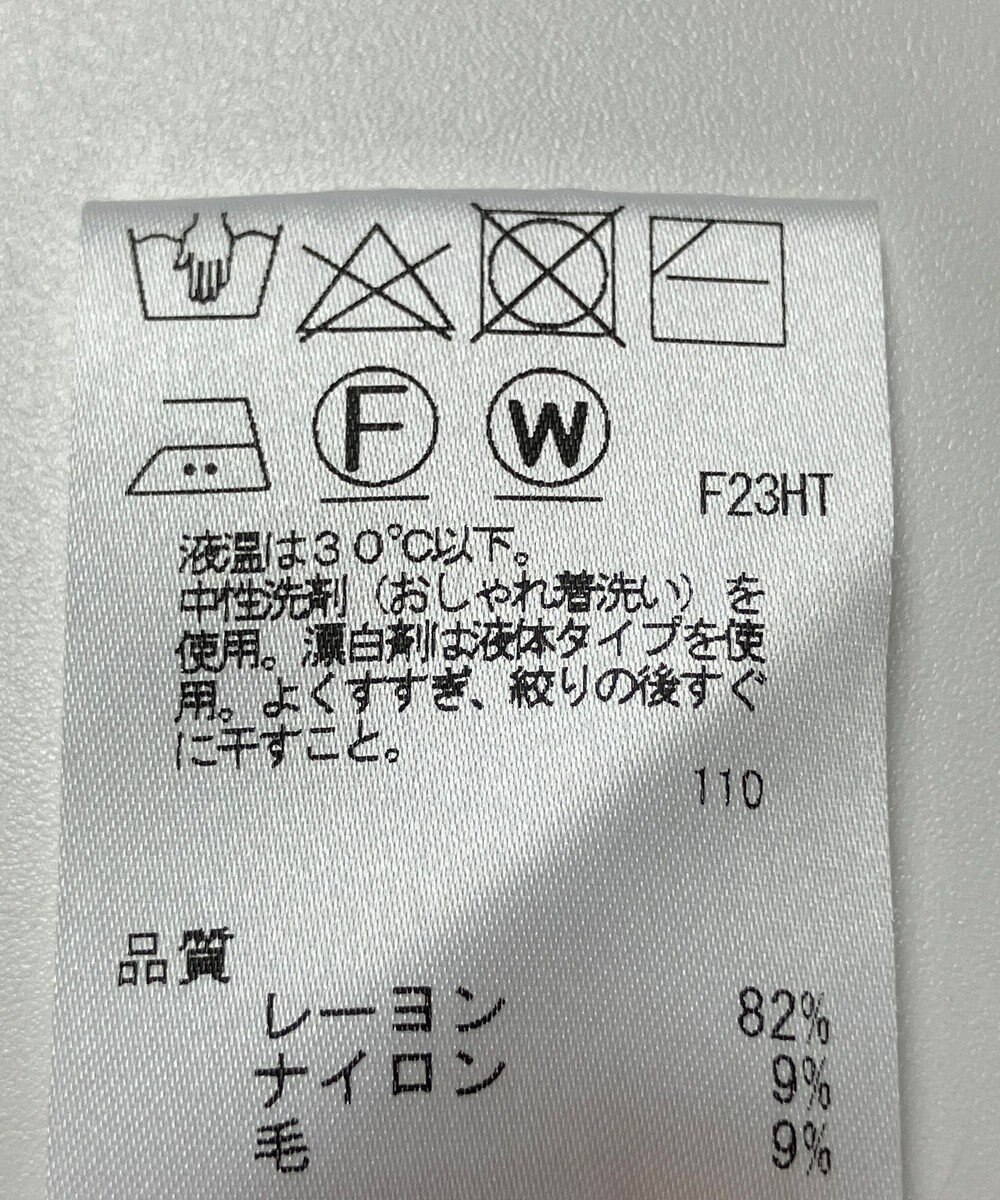 F W
F23HT
液温は30℃以下。
中性洗剤（おしゃれ着洗い）を
使用。漂白剤は液体タイプを使
用。よくすすぎ、絞りの後すぐ
に干すこと。
110
品質
レーヨン 82%
ナイロン 9%
毛 9%